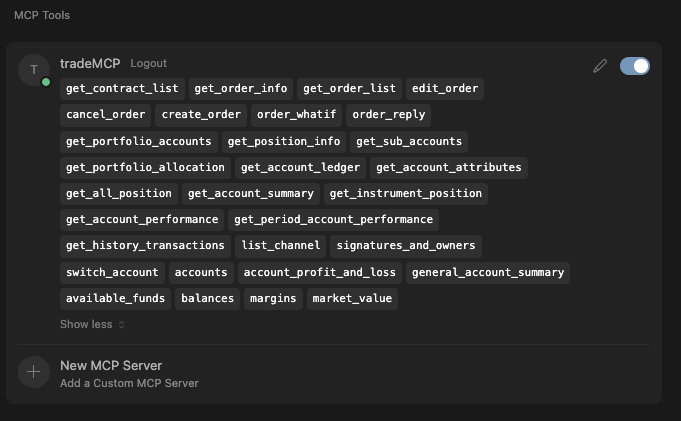 MCP Tools
T
tradeMCP Logout
get_contract_list get_order_info get_order_list edit_order
cancel_order create_order order_whatif order_reply
get_portfolio_accounts get_position_info get_sub_accounts
get_portfolio_allocation get_account_ledger get_account_attributes
get_all_position get_account_summary get_instrument_position
get_account_performance get_period_account_performance
get_history_transactions list_channel signatures_and_owners
switch_account accounts account_profit_and_loss general_account_summary
available_funds balances margins market_value
Show less
New MCP Server
Add a Custom MCP Server